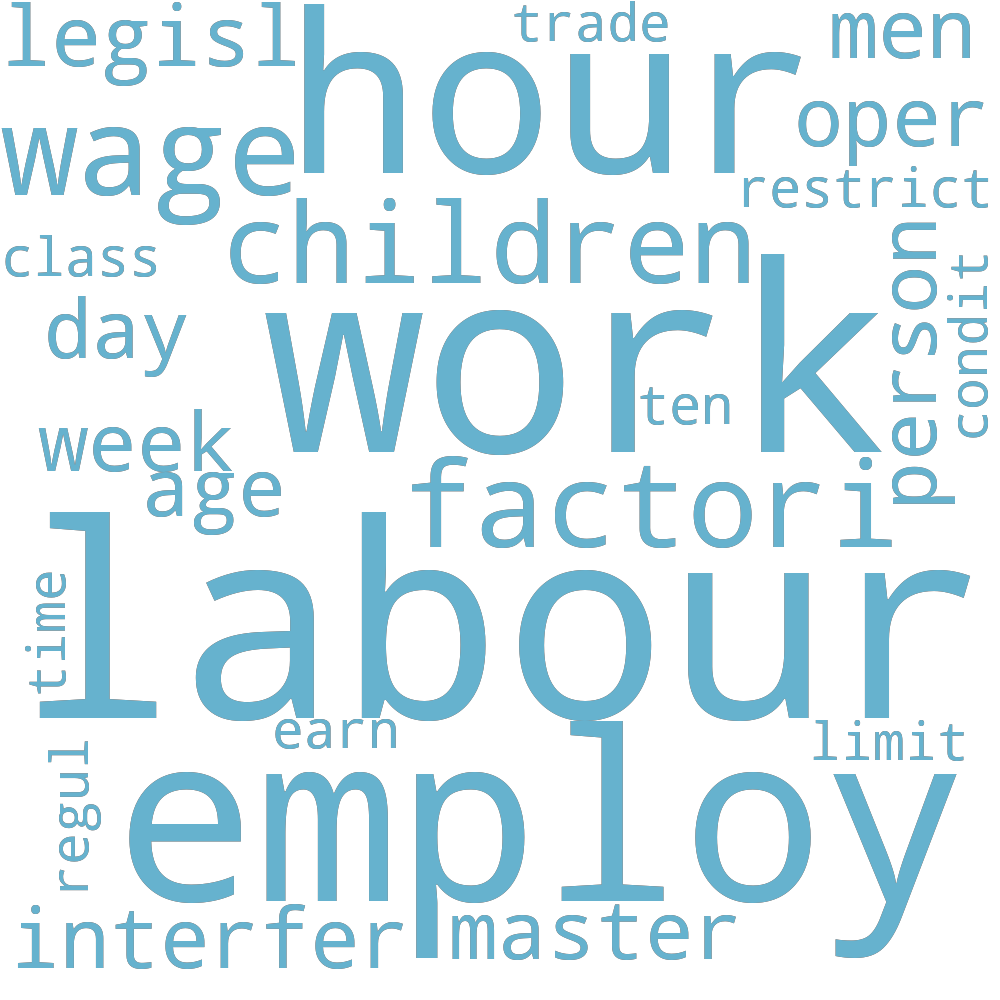 legisl
hour
trade
men
wage
oper
restrict
class
children
person
condit
day
work
ten
week
age
factori
labour
time
earn
limit
regul
employ
interfer
master